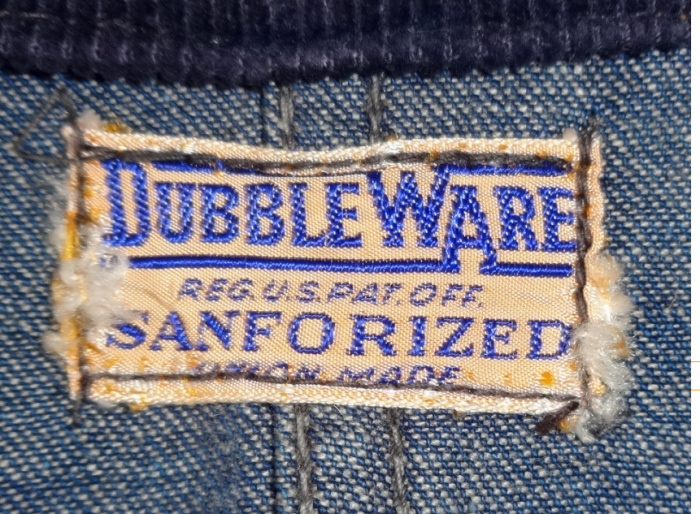 DUBBLEWARE
REG.U.S.PAT.OFF.
SANFORIZED
UNION MADE